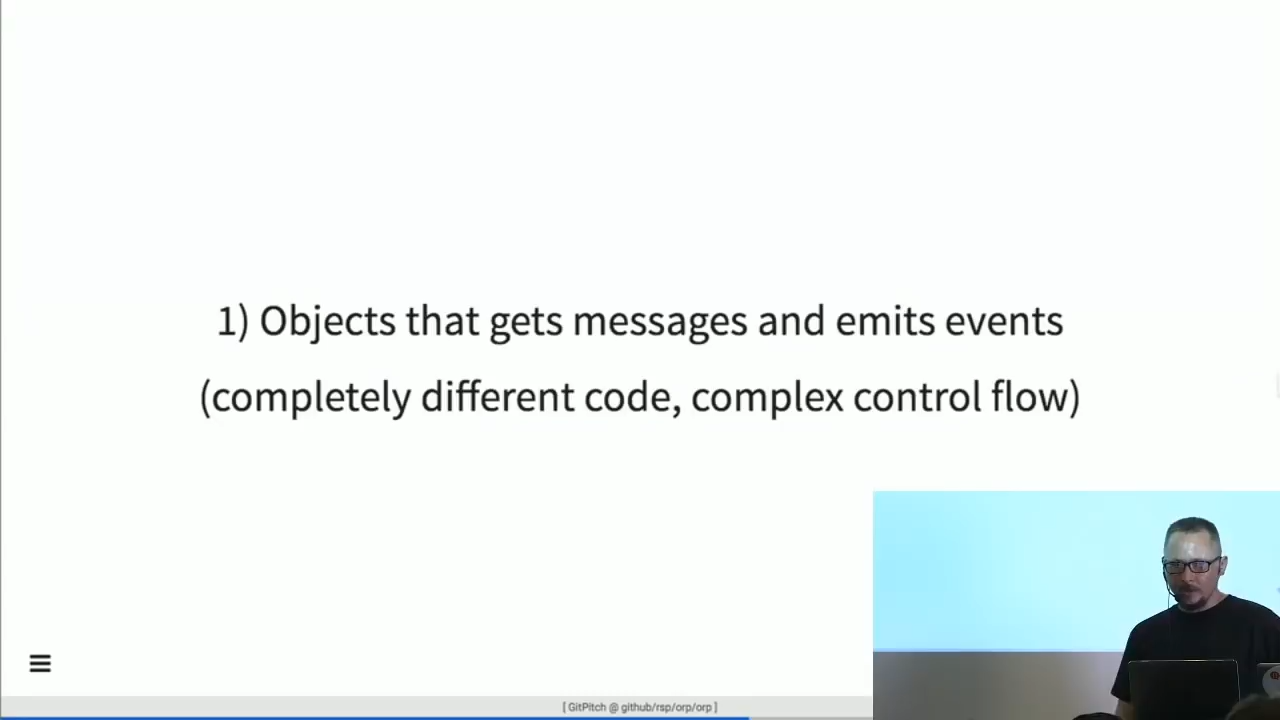 1) Objects that gets messages and emits events
(completely different code, complex control flow)
[ GitPitch @ github/rsp/orp/orp ]